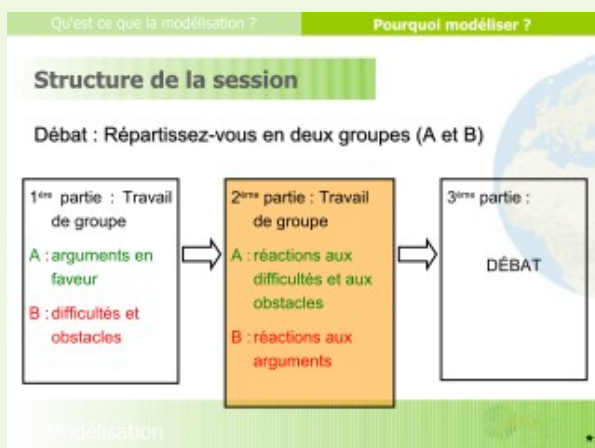 Qu'est ce que la modélisation ?
Pourquoi modéliser ?
Structure de la session
Débat : Répartissez-vous en deux groupes (A et B)
1ère partie : Travail
de groupe
A : arguments en
faveur
B : difficultés et
obstacles
2ème partie : Travail
de groupe
A : réactions aux
difficultés et aux
obstacles
B : réactions aux
arguments
3ème partie :
DÉBAT
Modélisation
*